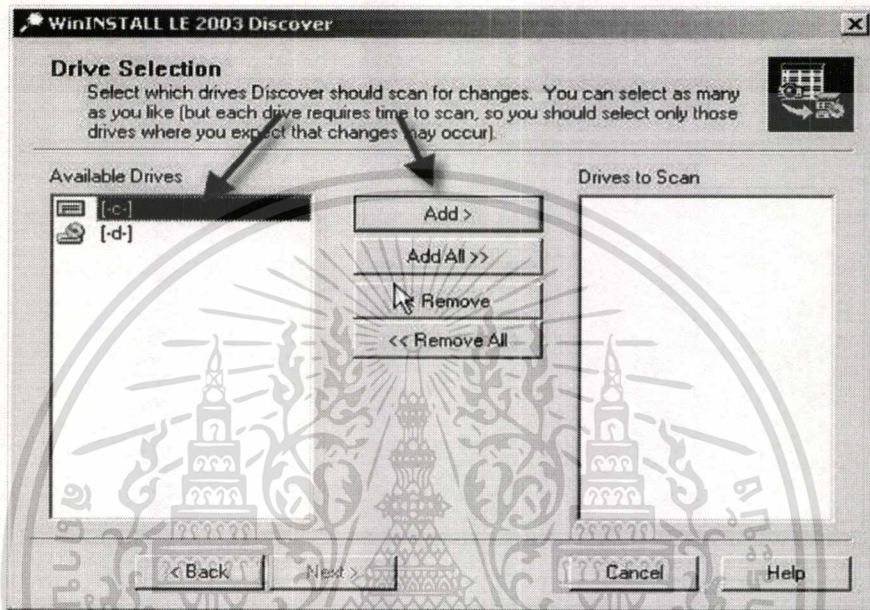 WinINSTALL LE 2003 Discover
Drive Selection
Select which drives Discover should scan for changes. You can select as many
as you like (but each drive requires time to scan, so you should select only those
drives where you expect that changes may occur).
Available Drives
[-c-]
[-d-]
Add >
Add All >>
< Remove
<< Remove All
Drives to Scan
< Back
Next >
Cancel
Help